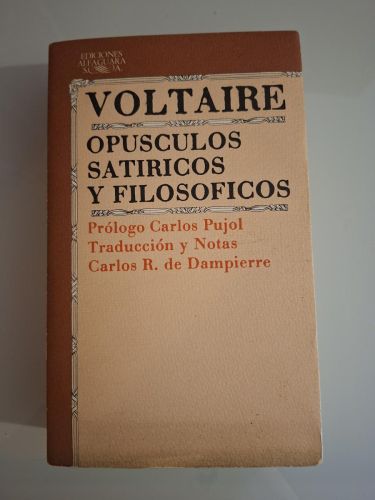 EDICIONES
ALFAGUARA
S.A.
VOLTAIRE
OPUSCULOS
SATIRICOS
Y FILOSOFICOS
Prólogo Carlos Pujol
Traducción y Notas
Carlos R. de Dampierre